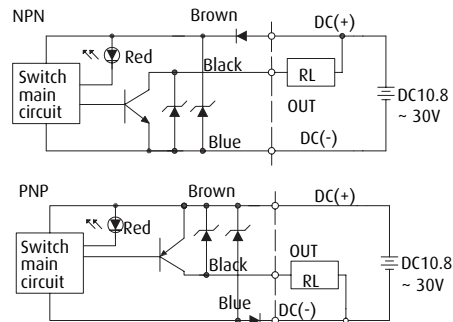 NPN
Brown
DC(+)
Red
Switch
main
circuit
Black
RL
OUT
DC10.8
~ 30V
Blue
DC(-)
PNP
Brown
DC(+)
Red
Switch
main
circuit
OUT
Black
RL
DC10.8
~ 30V
Blue
DC(-)